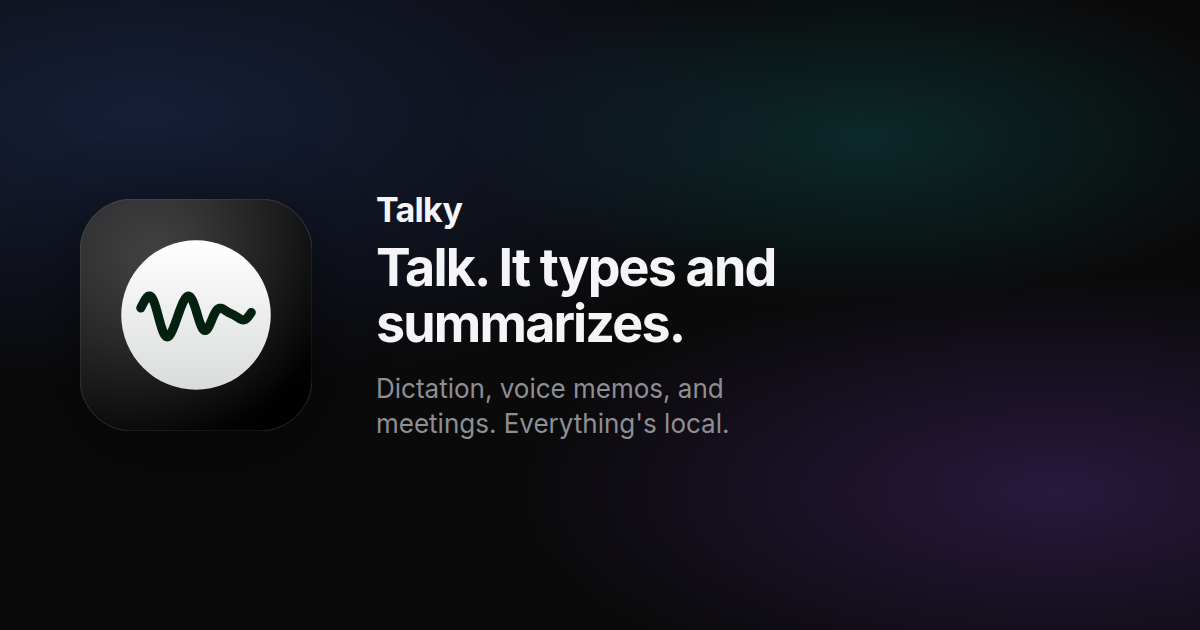 Talky
Talk. It types and
summarizes.
Dictation, voice memos, and
meetings. Everything's local.